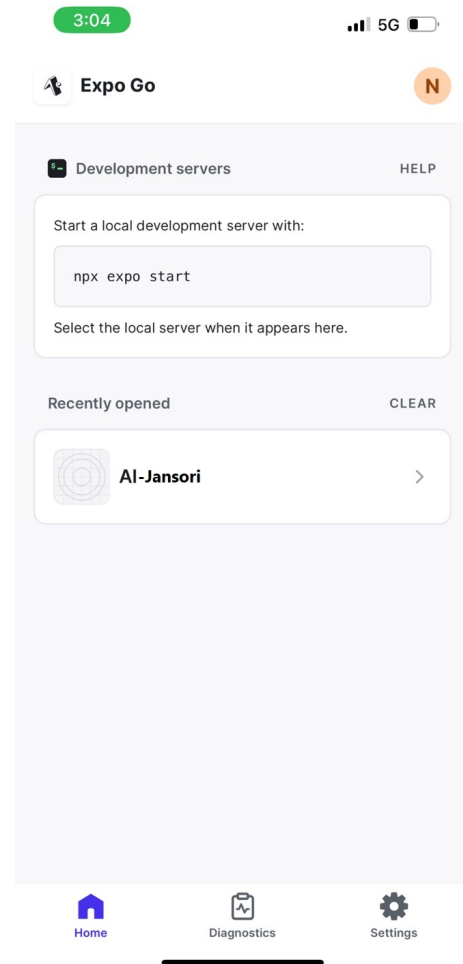 3:04
5G
Expo Go
N
Development servers
HELP
Start a local development server with:
npx expo start
Select the local server when it appears here.
Recently opened
CLEAR
AI-Jansori
Home
Diagnostics
Settings